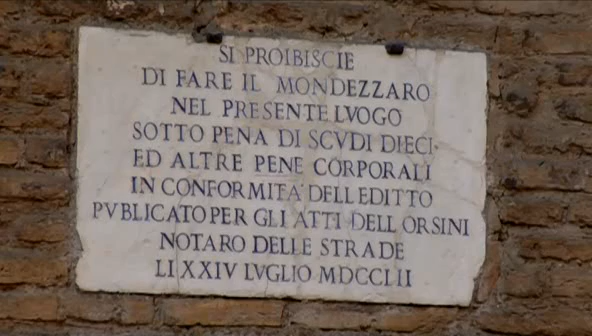 SI PROIBISCIE
DI FARE IL MONDEZZARO
NEL PRESENTE LVOGO
SOTTO PENA DI SCVDI DIECI
ED ALTRE PENE CORPORALI
IN CONFORMITA DELL EDITTO
PVBLICATO PER GLI ATTI DELL ORSINI
NOTARO DELLE STRADE
LI XXIV LVGLIO MDCCLII